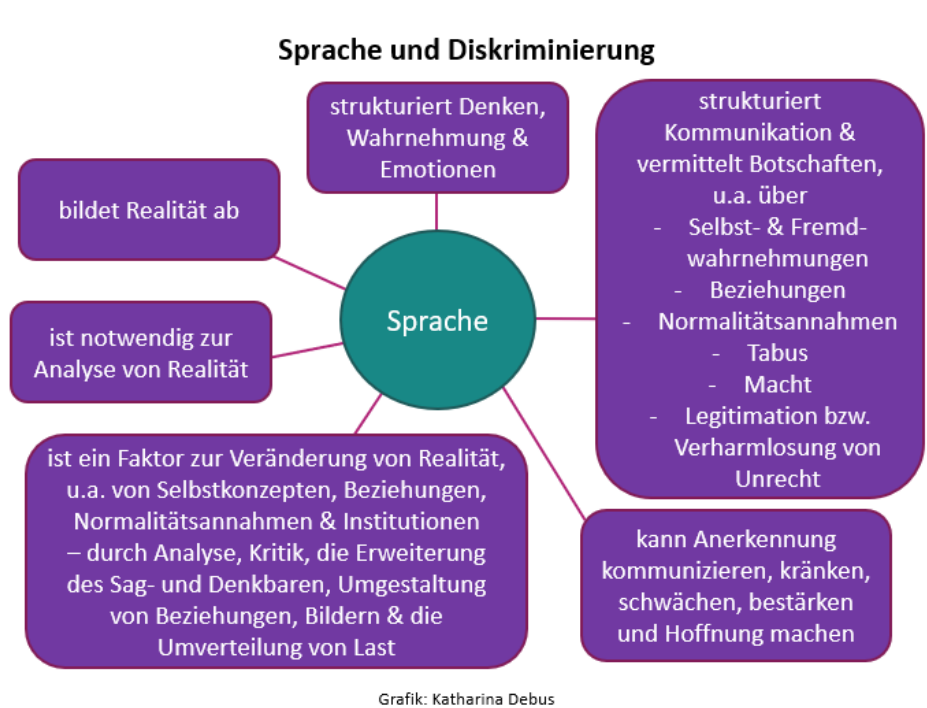 Sprache und Diskriminierung
strukturiert Denken,
Wahrnehmung &
Emotionen
strukturiert
Kommunikation &
vermittelt Botschaften,
u.a. über
- Selbst- & Fremd-
wahrnehmungen
- Beziehungen
- Normalitätsannahmen
- Tabus
- Macht
- Legitimation bzw.
Verharmlosung von
Unrecht
bildet Realität ab
Sprache
ist notwendig zur
Analyse von Realität
ist ein Faktor zur Veränderung von Realität,
u.a. von Selbstkonzepten, Beziehungen,
Normalitätsannahmen & Institutionen
– durch Analyse, Kritik, die Erweiterung
des Sag- und Denkbaren, Umgestaltung
von Beziehungen, Bildern & die
Umverteilung von Last
kann Anerkennung
kommunizieren, kränken,
schwächen, bestärken
und Hoffnung machen
Grafik: Katharina Debus